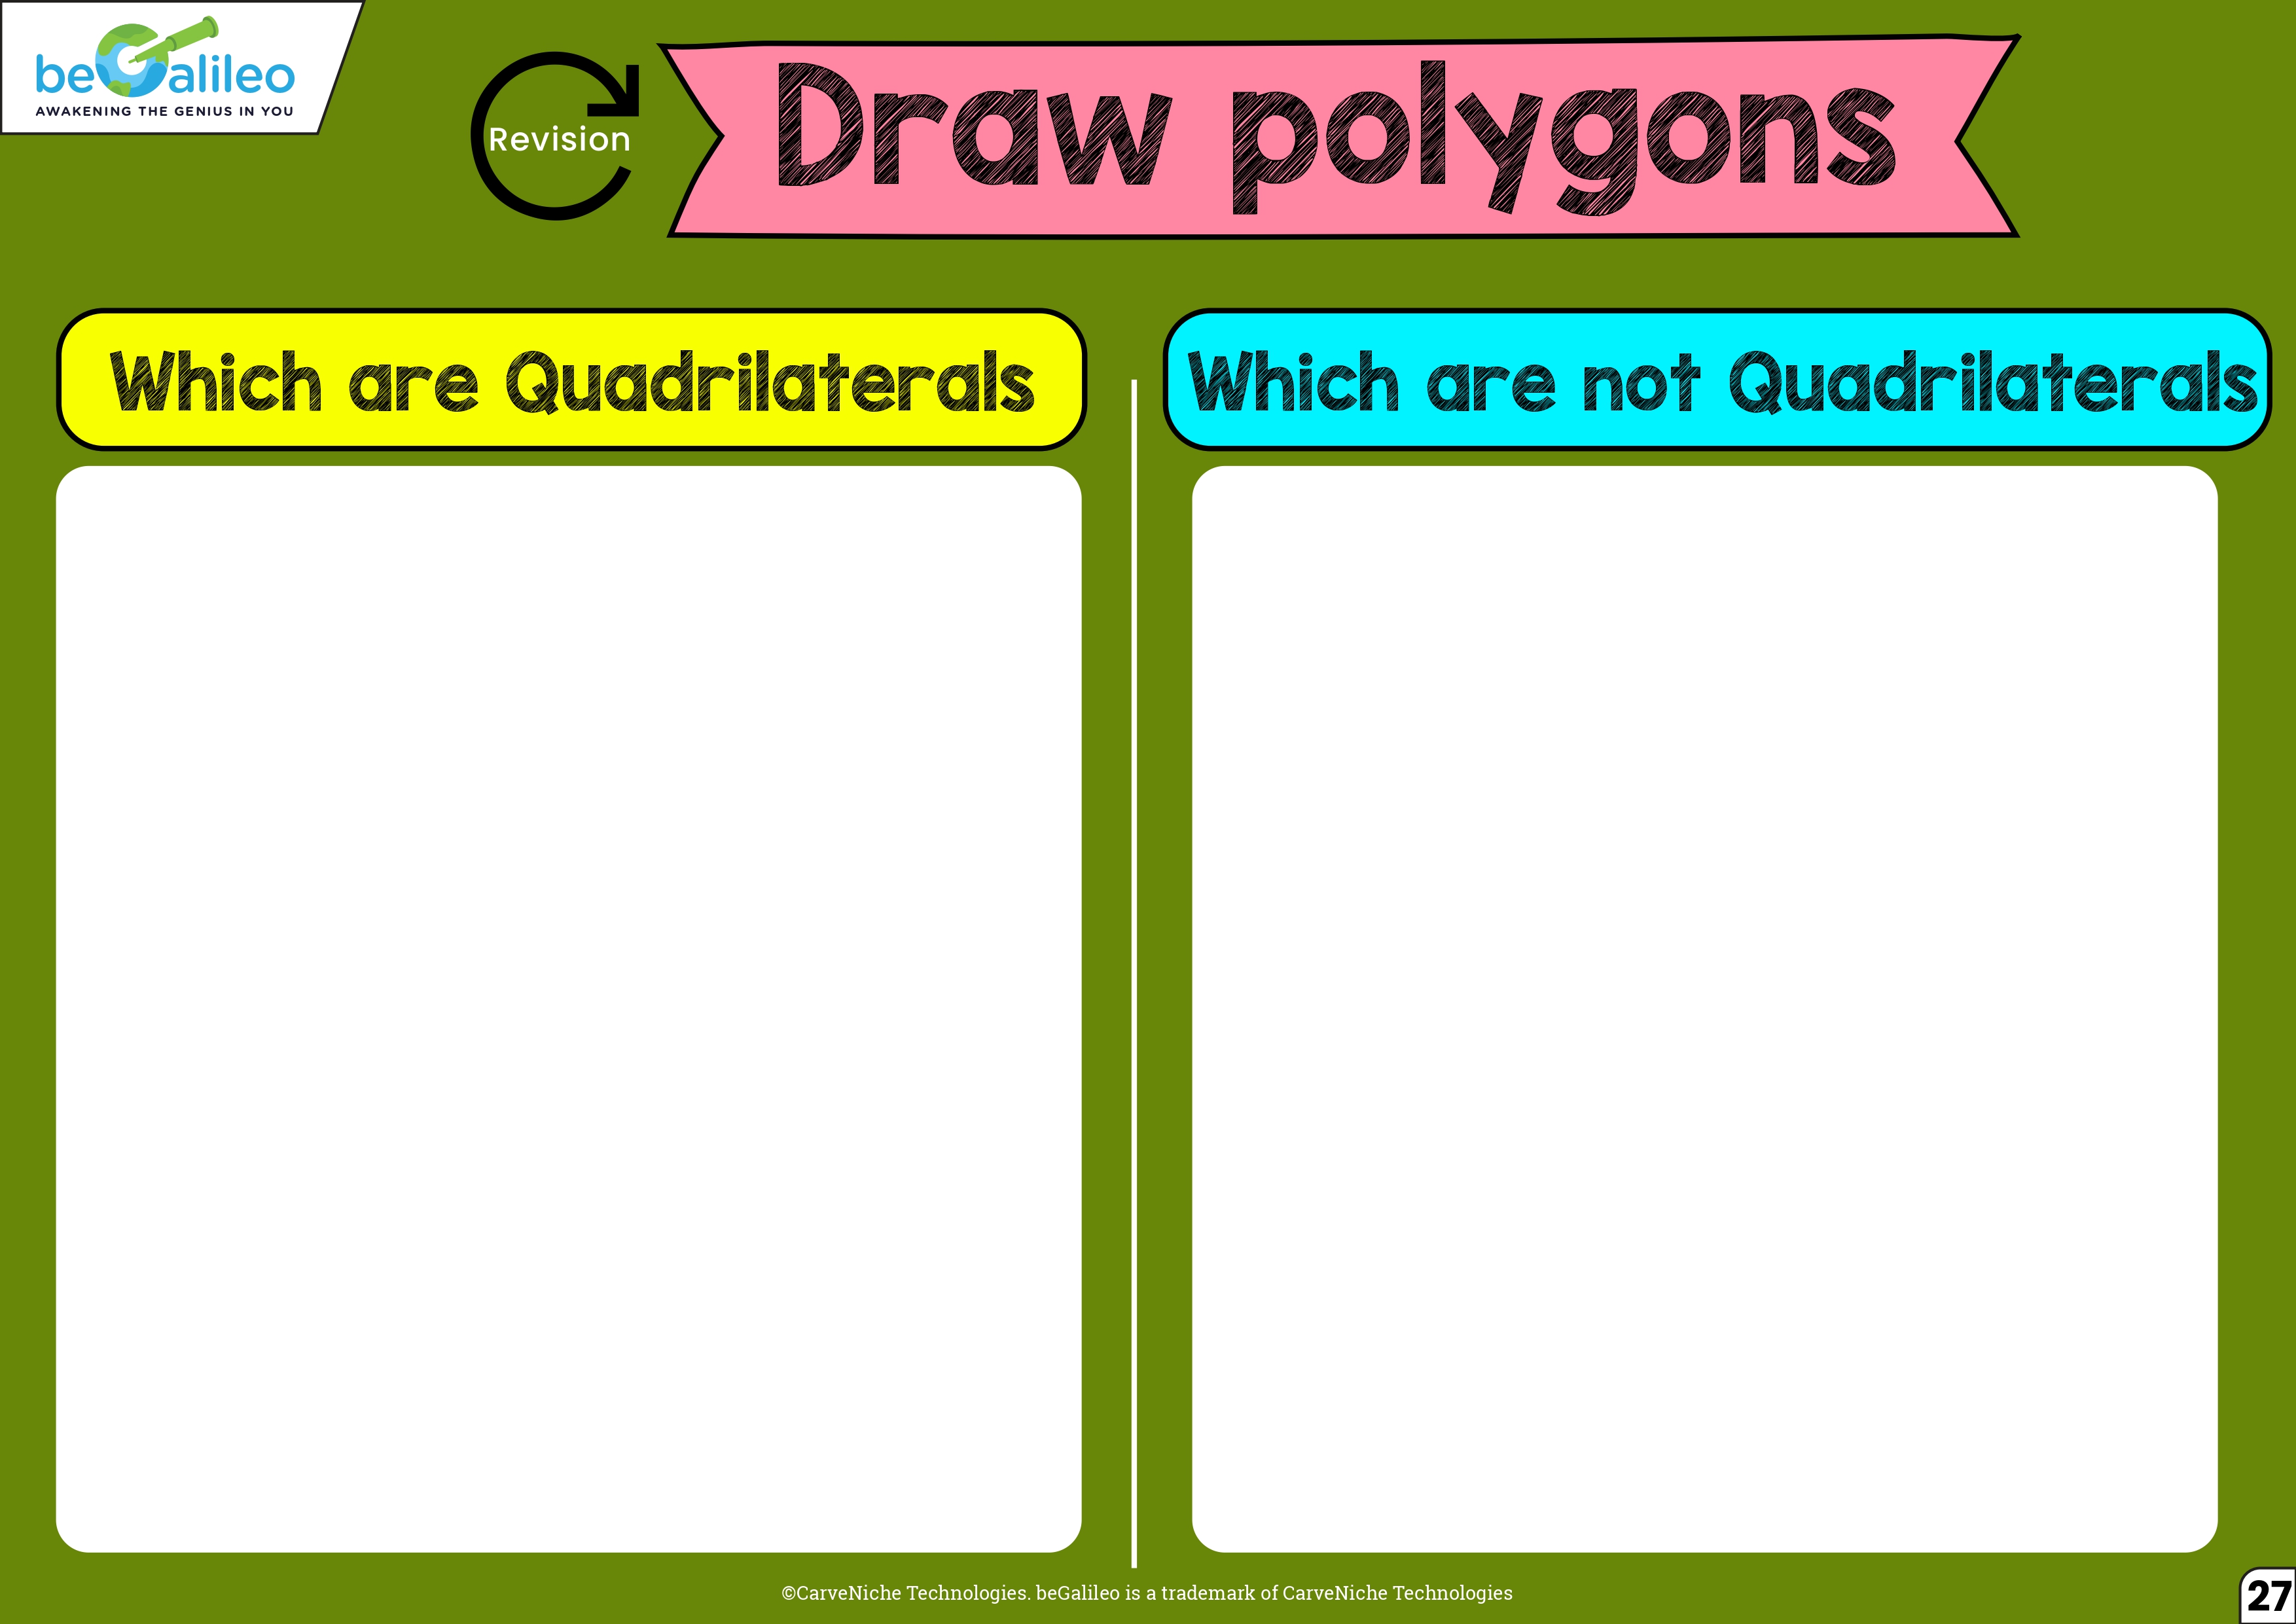 beGalileo
AWAKENING THE GENIUS IN YOU
Revision
Draw polygons
Which are Quadrilaterals
Which are not Quadrilaterals
©CarveNiche Technologies. beGalileo is a trademark of CarveNiche Technologies
27